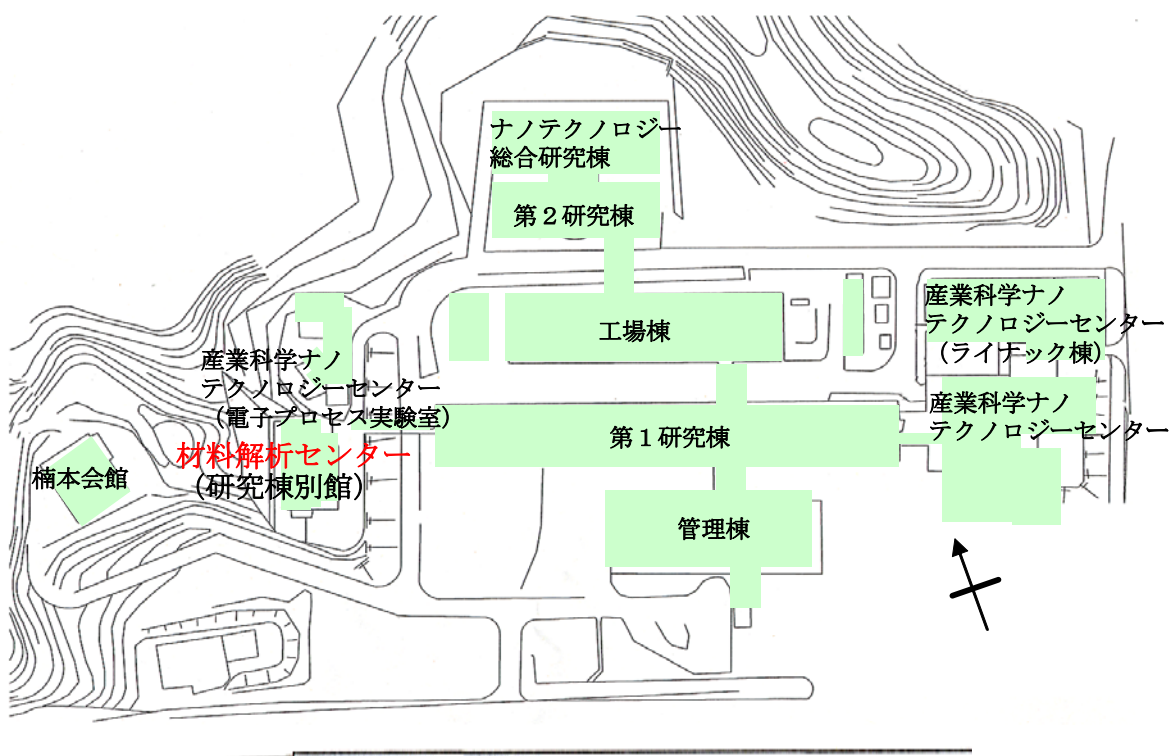 ナノテクノロジー
総合研究棟
第２研究棟
工場棟
産業科学ナノ
テクノロジーセンター
（ライナック棟）
産業科学ナノ
テクノロジーセンター
（電子プロセス実験室）
産業科学ナノ
テクノロジーセンター
第１研究棟
材料解析センター
（研究棟別館）
楠本会館
管理棟